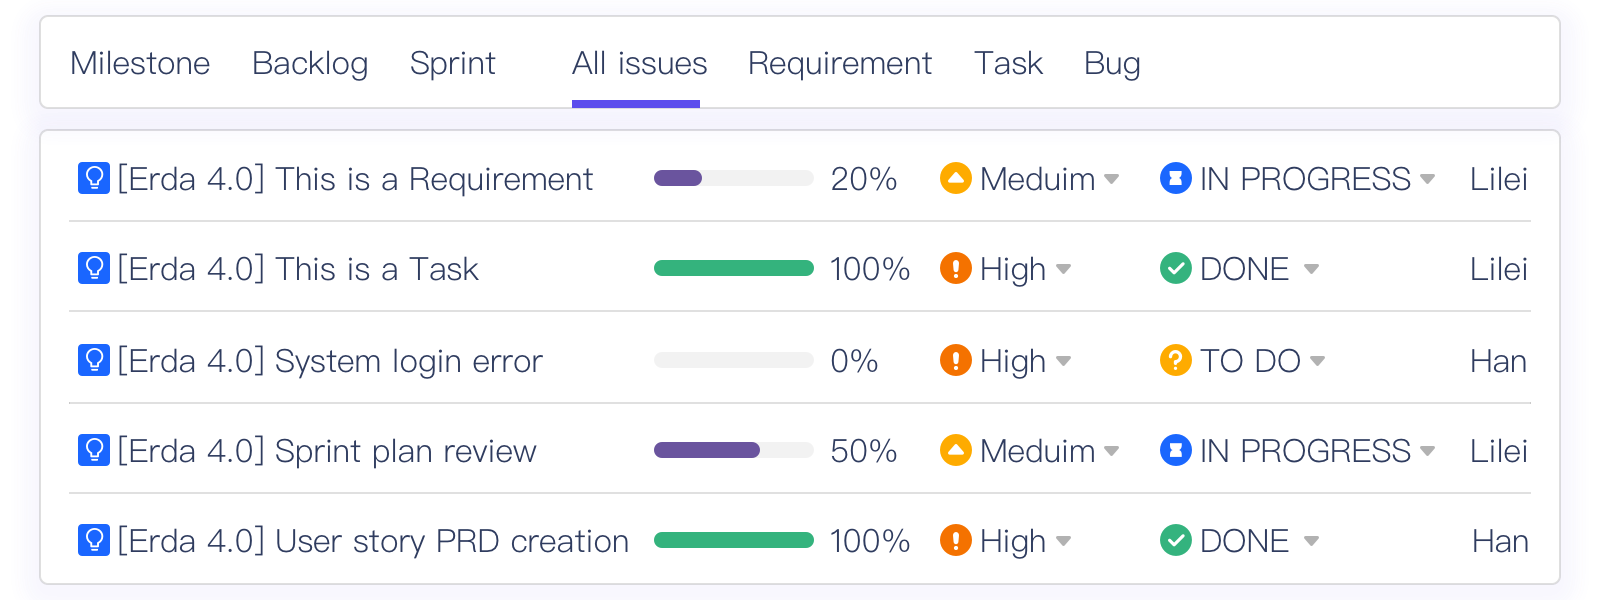 Milestone Backlog Sprint All issues Requirement Task Bug
[Erda 4.0] This is a Requirement 20% Meduim IN PROGRESS Lilei
[Erda 4.0] This is a Task 100% High DONE Lilei
[Erda 4.0] System login error 0% High TO DO Han
[Erda 4.0] Sprint plan review 50% Meduim IN PROGRESS Lilei
[Erda 4.0] User story PRD creation 100% High DONE Han